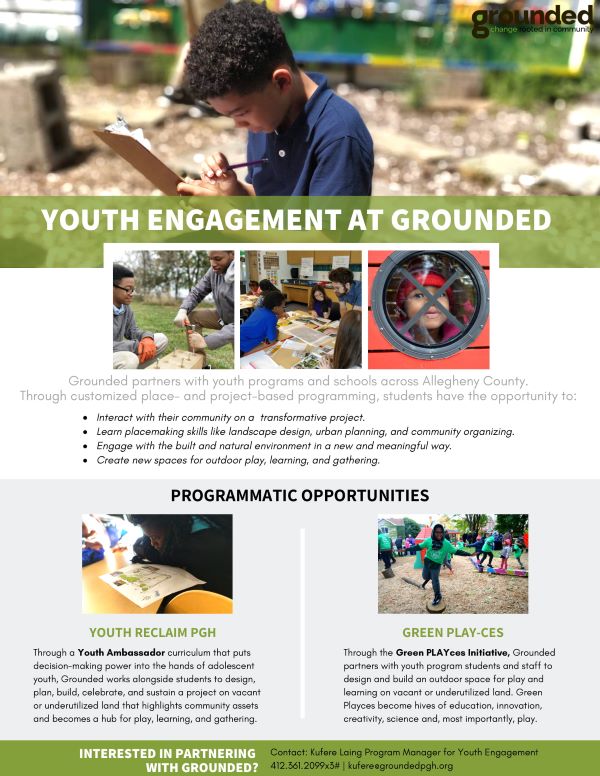 grounded
change rooted in community
YOUTH ENGAGEMENT AT GROUNDED
Grounded partners with youth programs and schools across Allegheny County.
Through customized place- and project-based programming, students have the opportunity to:
• Interact with their community on a transformative project.
• Learn placemaking skills like landscape design, urban planning, and community organizing.
• Engage with the built and natural environment in a new and meaningful way.
• Create new spaces for outdoor play, learning, and gathering.
PROGRAMMATIC OPPORTUNITIES
YOUTH RECLAIM PGH
Through a Youth Ambassador curriculum that puts
decision-making power into the hands of adolescent
youth, Grounded works alongside students to design,
plan, build, celebrate, and sustain a project on vacant
or underutilized land that highlights community assets
and becomes a hub for play, learning, and gathering.
GREEN PLAY-CES
Through the Green PLAYces Initiative, Grounded
partners with youth program students and staff to
design and build an outdoor space for play and
learning on vacant or underutilized land. Green
Playces become hives of education, innovation,
creativity, science and, most importantly, play.
INTERESTED IN PARTNERING
WITH GROUNDED?
Contact: Kufere Laing Program Manager for Youth Engagement
412.361.2099x3# | kufere@groundedpgh.org